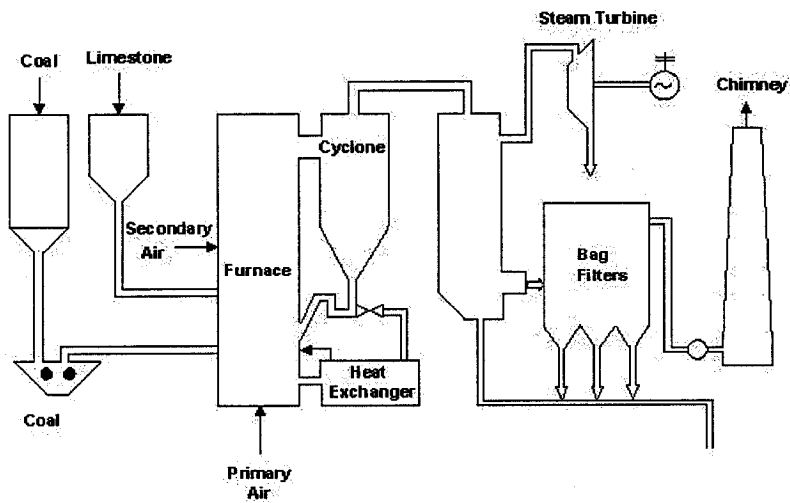 Steam Turbine
Coal
Limestone
Chimney
Cyclone
Secondary
Air
Furnace
Bag
Filters
Heat
Exchanger
Coal
Primary
Air